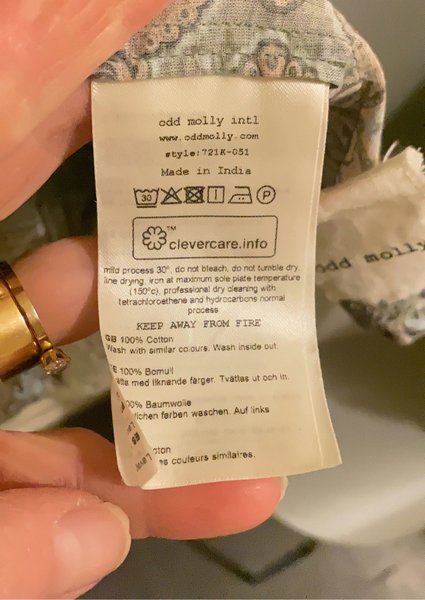 odd molly intl
www.oddmolly.com
style:721K-051
Made in India
30 P
™
clevercare.info
mild process 30°, do not bleach, do not tumble dry,
line drying, iron at maximum sole plate temperature
(150°c), professional dry cleaning with
tetrachloroethene and hydrocarbons normal
process
KEEP AWAY FROM FIRE
GB 100% Cotton
Wash with similar colours. Wash inside out.
100% Bomull
med liknande färger. Tvättas ut och in.
100% Baumwolle
farben waschen. Auf links
couleurs similaires.
odd molly